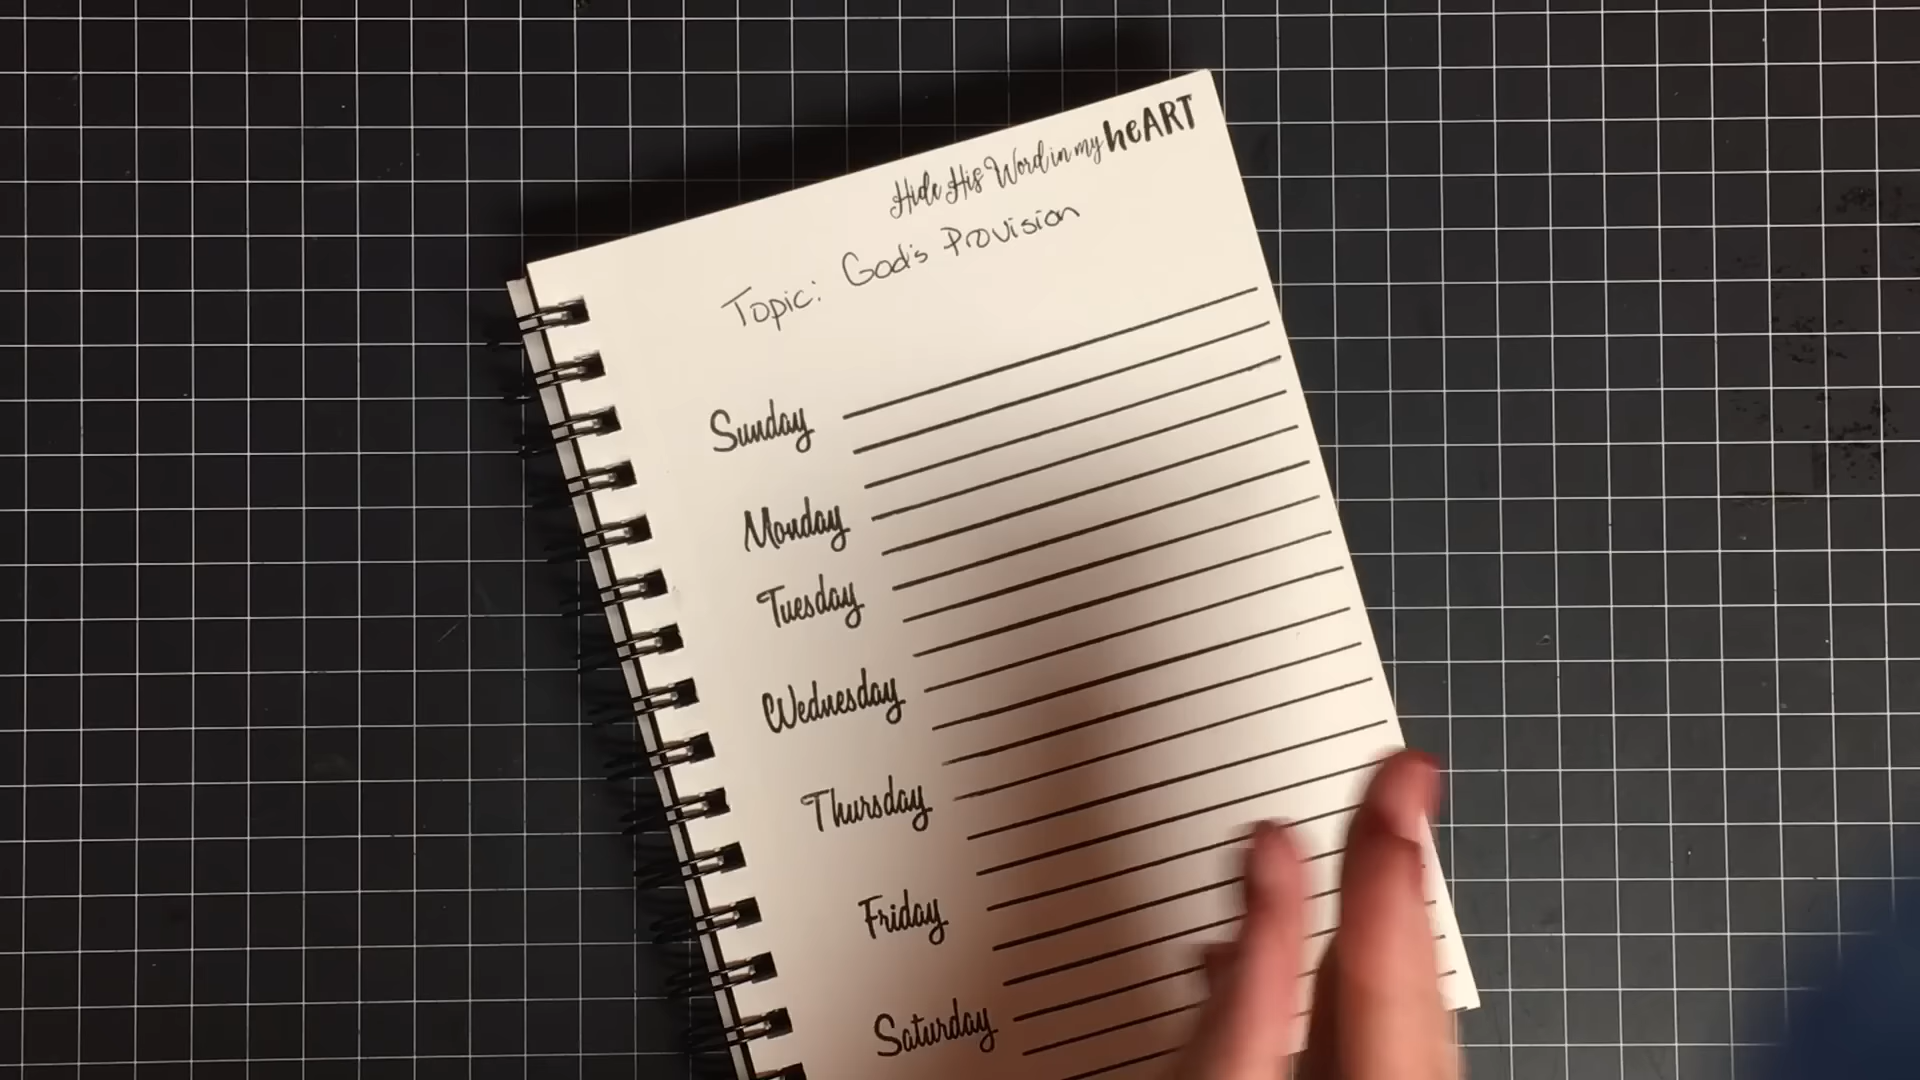 Hide His Word in my heART
Topic: God's Provision
Sunday
Monday
Tuesday
Wednesday
Thursday
Friday
Saturday